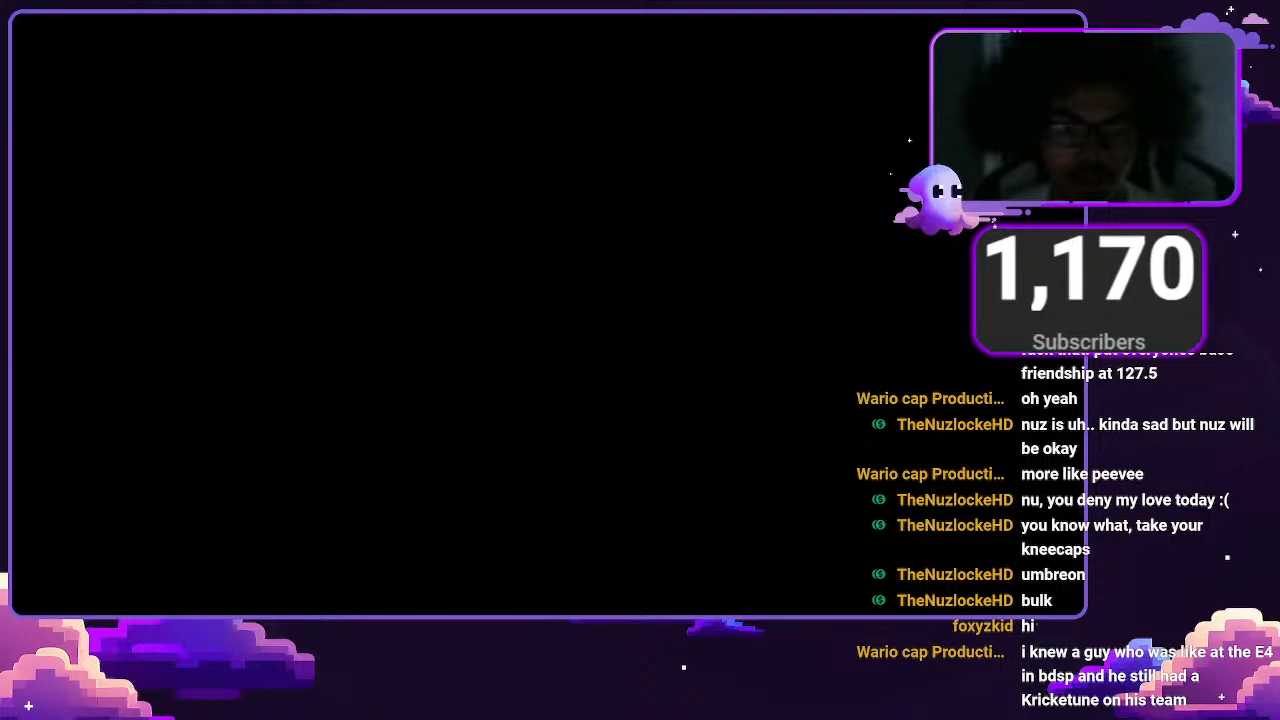 1,170
Subscribers
friendship at 127.5
Wario cap Producti... oh yeah
TheNuzlockeHD nuz is uh.. kinda sad but nuz will
be okay
Wario cap Producti... more like peevee
TheNuzlockeHD nu, you deny my love today :(
TheNuzlockeHD you know what, take your
kneecaps
TheNuzlockeHD umbreon
TheNuzlockeHD bulk
foxyzkid hi
Wario cap Producti... i knew a guy who was like at the E4
in bdsp and he still had a
Kricketune on his team